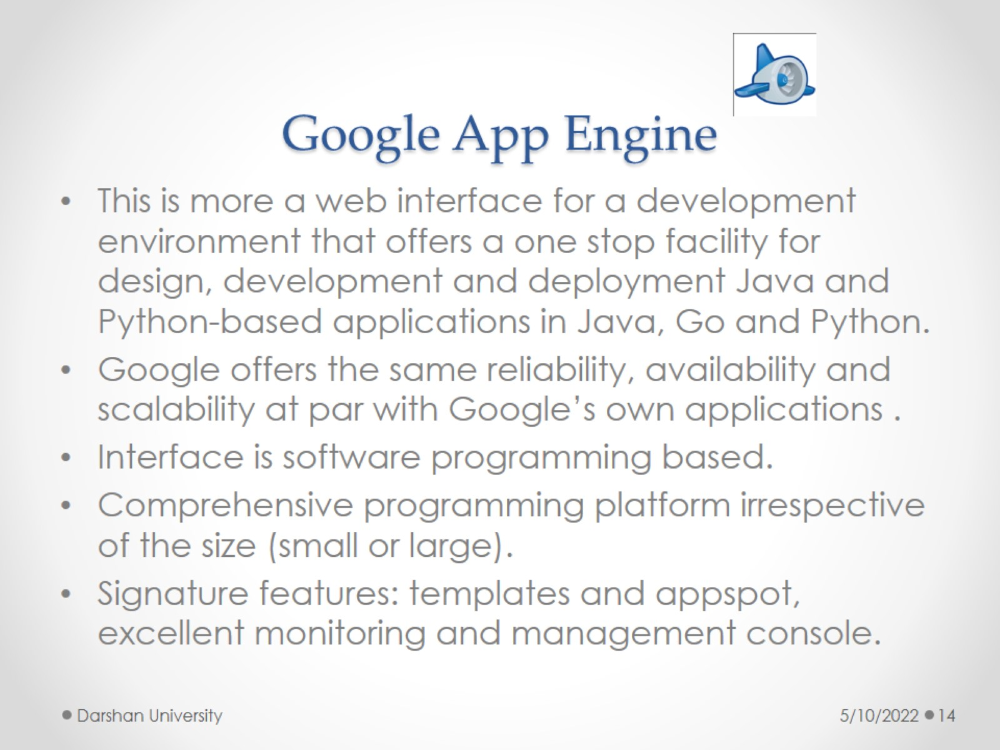 Google App Engine
• This is more a web interface for a development
environment that offers a one stop facility for
design, development and deployment Java and
Python-based applications in Java, Go and Python.
• Google offers the same reliability, availability and
scalability at par with Google’s own applications .
• Interface is software programming based.
• Comprehensive programming platform irrespective
of the size (small or large).
• Signature features: templates and appspot,
excellent monitoring and management console.
● Darshan University
5/10/2022 ● 14